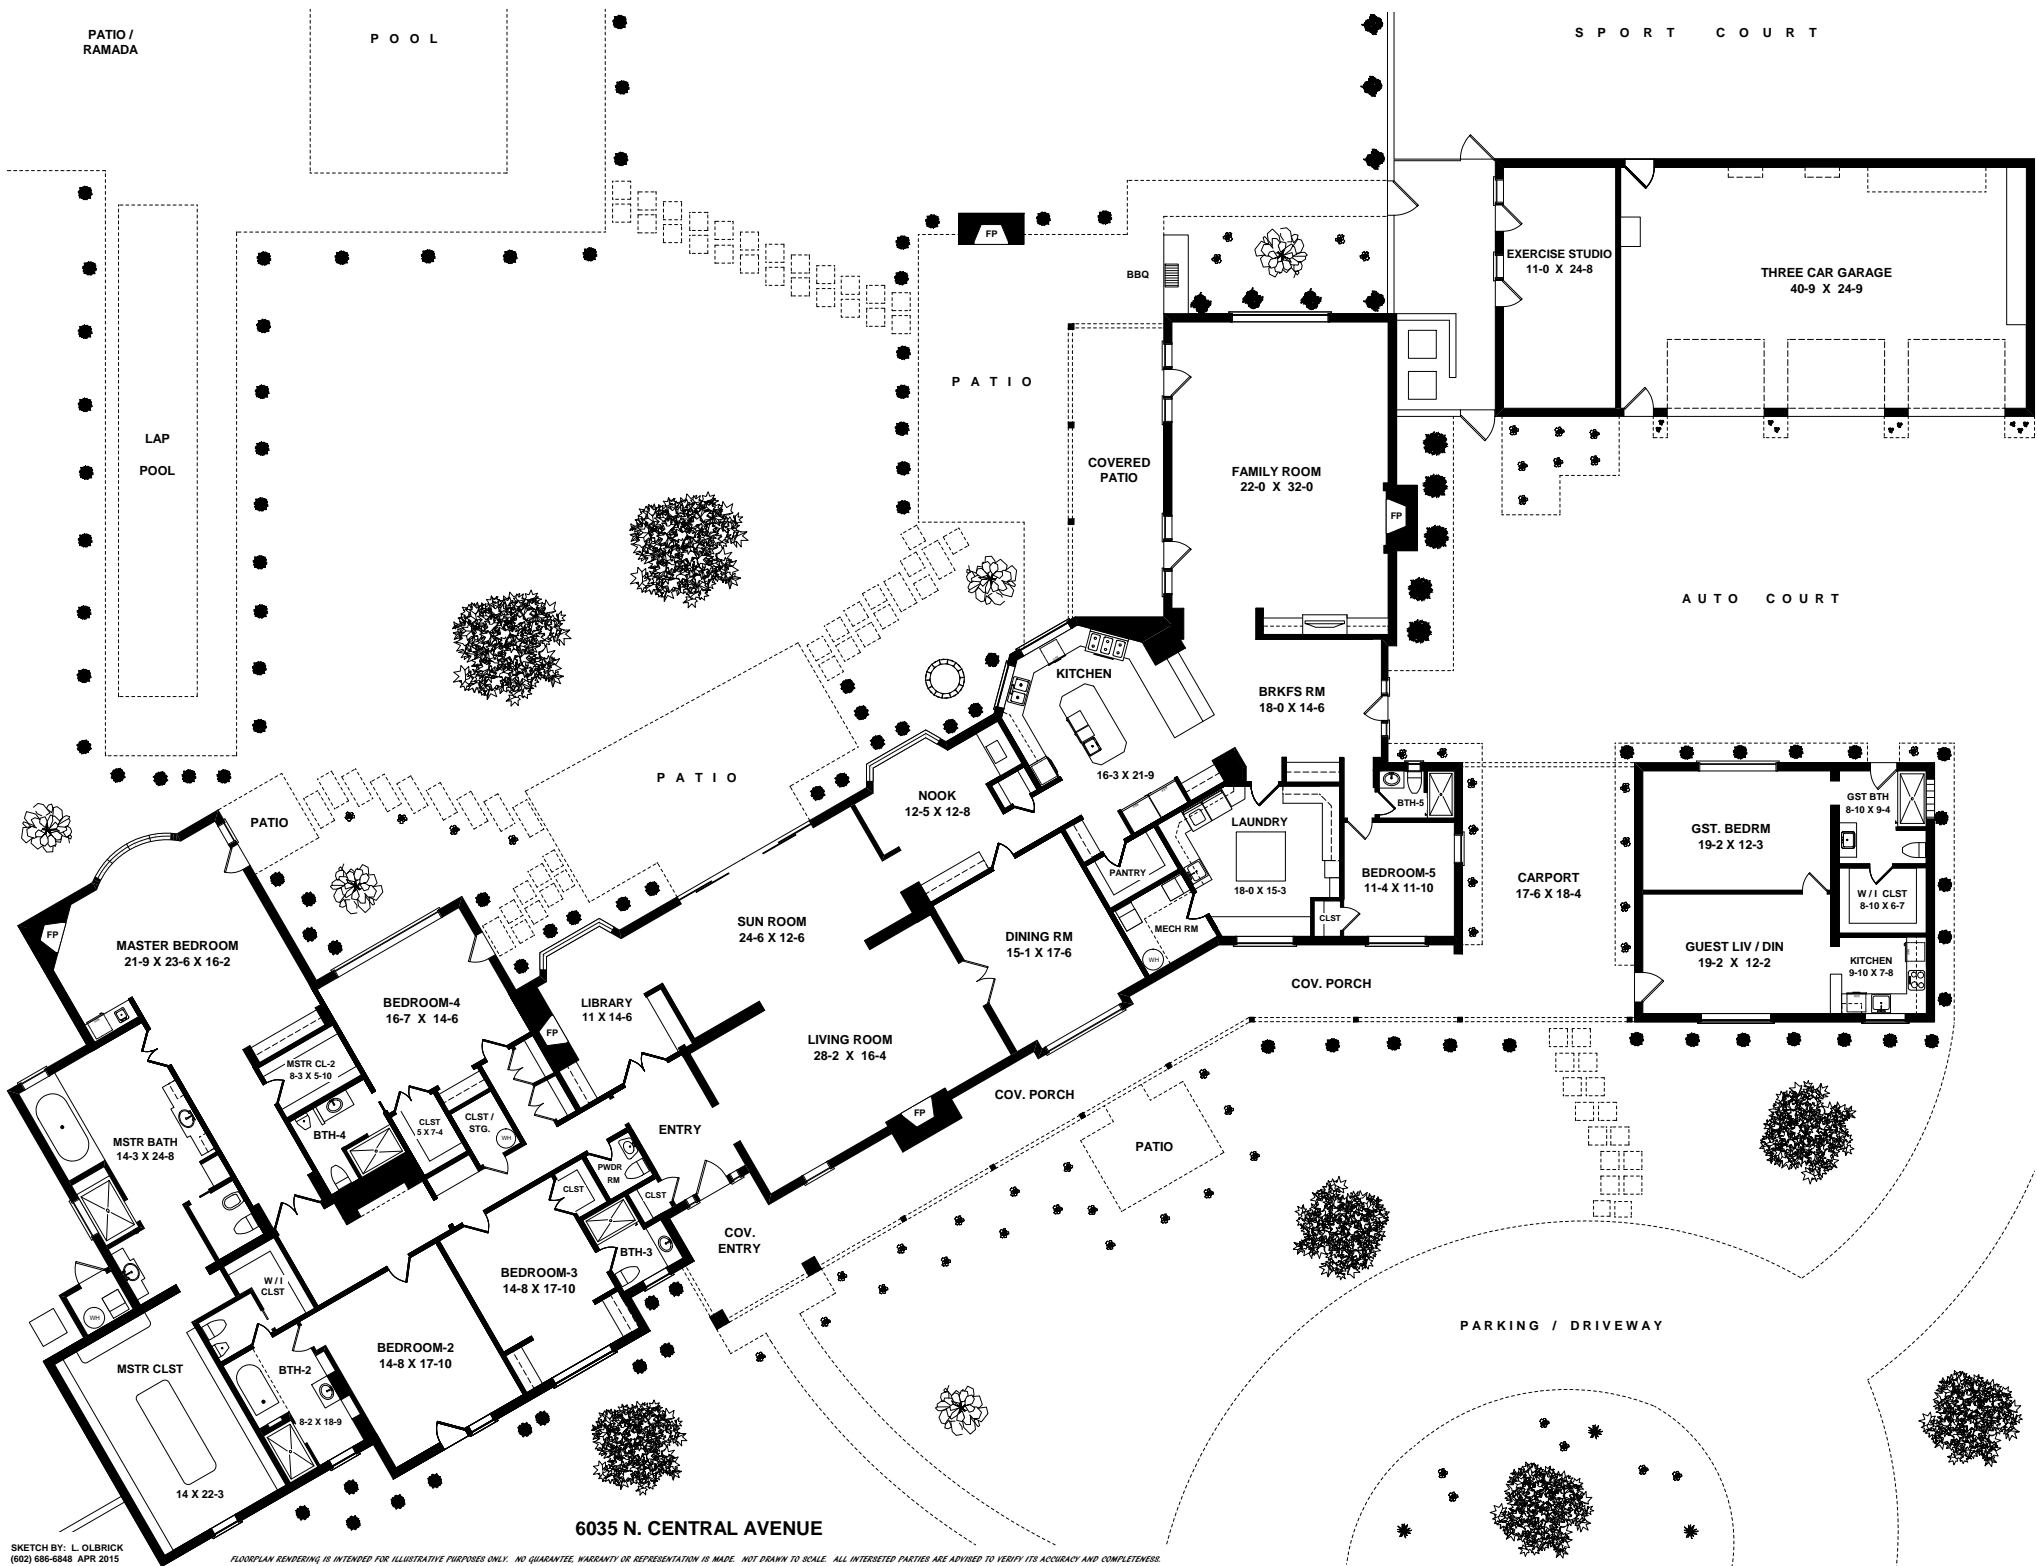 PATIO /
RAMADA
POOL
SPORT COURT
FP
BBQ
EXERCISE STUDIO
11-0 X 24-8
THREE CAR GARAGE
40-9 X 24-9
PATIO
LAP
POOL
COVERED
PATIO
FAMILY ROOM
22-0 X 32-0
FP
AUTO COURT
KITCHEN
16-3 X 21-9
BRKFS RM
18-0 X 14-6
PATIO
NOOK
12-5 X 12-8
BTH-5
LAUNDRY
18-0 X 15-3
PANTRY
BEDROOM-5
11-4 X 11-10
CLST
MECH RM
WH
CARPORT
17-6 X 18-4
GST. BEDRM
19-2 X 12-3
GST BTH
8-10 X 9-4
W / I CLST
8-10 X 6-7
GUEST LIV / DIN
19-2 X 12-2
KITCHEN
9-10 X 7-8
PATIO
SUN ROOM
24-6 X 12-6
DINING RM
15-1 X 17-6
COV. PORCH
FP
MASTER BEDROOM
21-9 X 23-6 X 16-2
BEDROOM-4
16-7 X 14-6
LIBRARY
11 X 14-6
FP
LIVING ROOM
28-2 X 16-4
FP
COV. PORCH
MSTR CL-2
8-3 X 5-10
BTH-4
CLST
5 X 7-4
CLST /
STG.
WH
ENTRY
PATIO
MSTR BATH
14-3 X 24-8
PWDR
RM
CLST
CLST
BTH-3
COV.
ENTRY
W / I
CLST
BEDROOM-3
14-8 X 17-10
WH
PARKING / DRIVEWAY
BEDROOM-2
14-8 X 17-10
MSTR CLST
14 X 22-3
BTH-2
8-2 X 18-9
6035 N. CENTRAL AVENUE
SKETCH BY: L. OLBRICK
(602) 686-6848 APR 2015
FLOORPLAN RENDERING IS INTENDED FOR ILLUSTRATIVE PURPOSES ONLY. NO GUARANTEE, WARRANTY OR REPRESENTATION IS MADE. NOT DRAWN TO SCALE. ALL INTERSETED PARTIES ARE ADVISED TO VERIFY ITS ACCURACY AND COMPLETENESS.